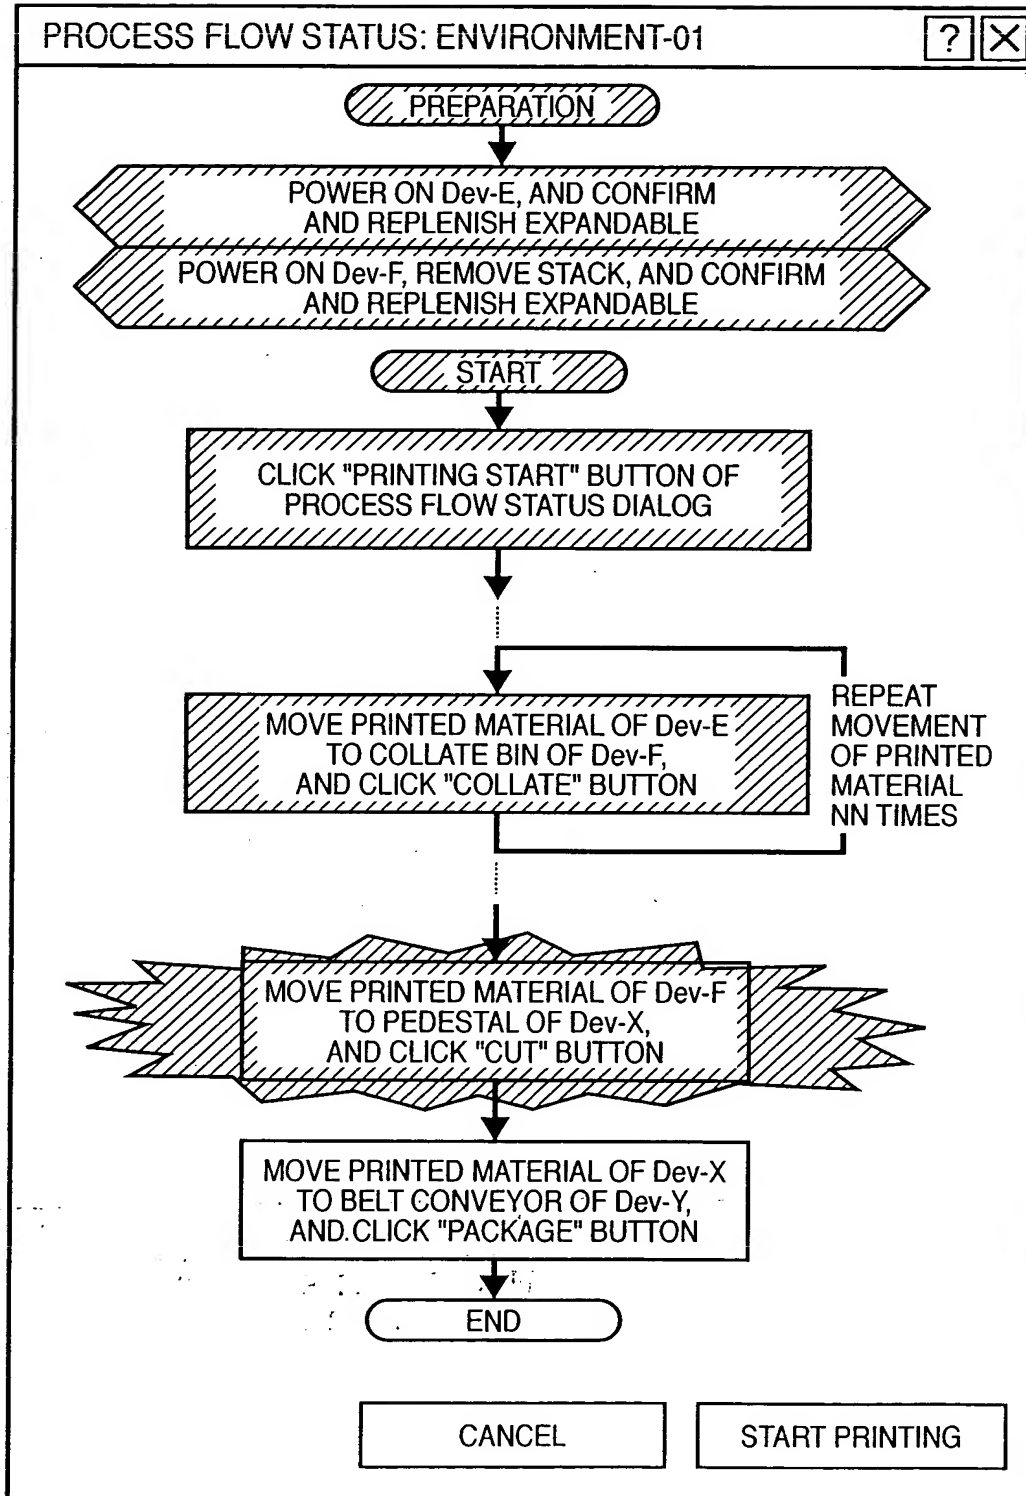 PROCESS FLOW STATUS: ENVIRONMENT-01
?
PREPARATION
POWER ON Dev-E, AND CONFIRM
AND REPLENISH EXPANDABLE
POWER ON Dev-F, REMOVE STACK, AND CONFIRM
AND REPLENISH EXPANDABLE
START
CLICK "PRINTING START" BUTTON OF
PROCESS FLOW STATUS DIALOG
MOVE PRINTED MATERIAL OF Dev-E
TO COLLATE BIN OF Dev-F,
AND CLICK "COLLATE" BUTTON
REPEAT
MOVEMENT
OF PRINTED
MATERIAL
NN TIMES
MOVE PRINTED MATERIAL OF Dev-F
TO PEDESTAL OF Dev-X,
AND CLICK "CUT" BUTTON
MOVE PRINTED MATERIAL OF Dev-X
TO BELT CONVEYOR OF Dev-Y,
AND CLICK "PACKAGE" BUTTON
END
CANCEL
START PRINTING